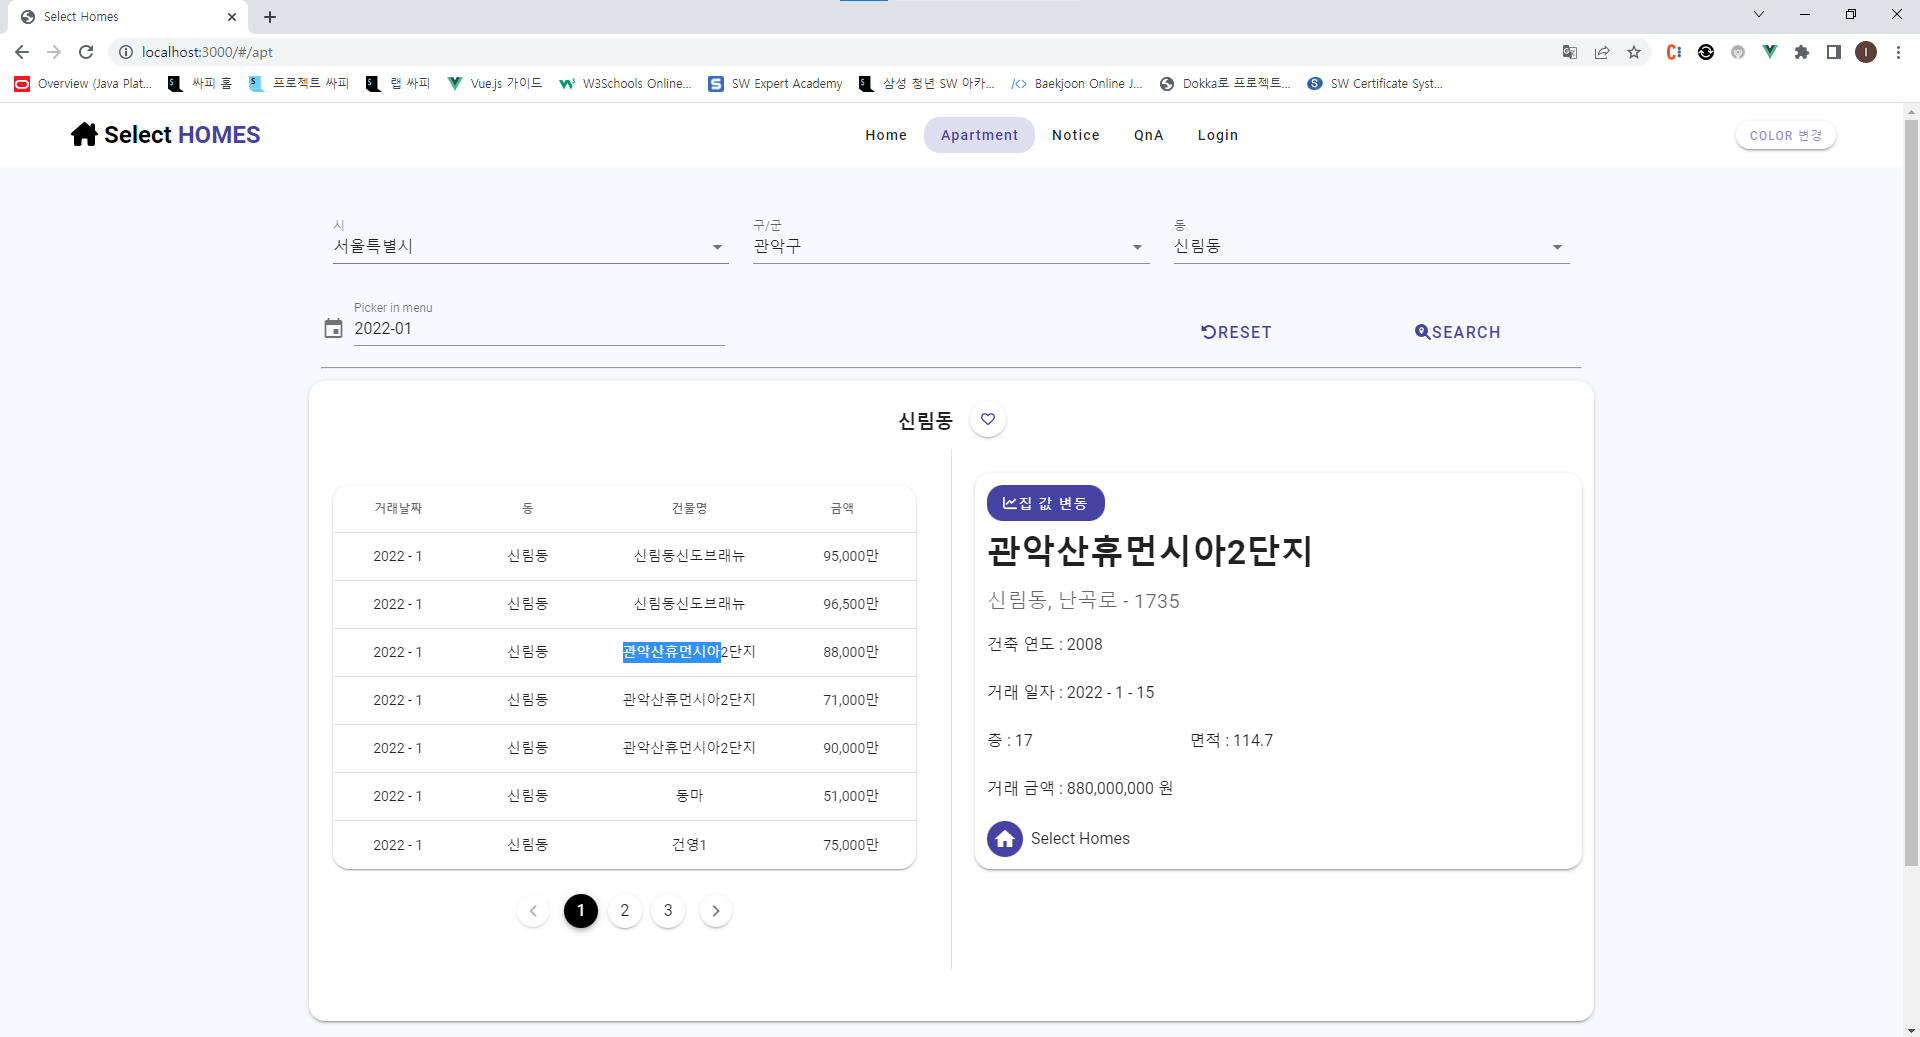 Select Homes
localhost:3000/#/apt
Overview (Java Plat... 싸피 홈 프로젝트 싸피 랩 싸피 Vue.js 가이드 W3Schools Online... SW Expert Academy 삼성 청년 SW 아카... Baekjoon Online J... Dokka로 프로젝트... SW Certificate Syst...
Select HOMES Home Apartment Notice QnA Login COLOR 변경
시 구/군 동
서울특별시 관악구 신림동
Picker in menu
2022-01 RESET SEARCH
신림동
거래날짜 동 건물명 금액
2022 - 1 신림동 신림동신도브래뉴 95,000만
2022 - 1 신림동 신림동신도브래뉴 96,500만
2022 - 1 신림동 관악산휴먼시아2단지 88,000만
2022 - 1 신림동 관악산휴먼시아2단지 71,000만
2022 - 1 신림동 관악산휴먼시아2단지 90,000만
2022 - 1 신림동 동마 51,000만
2022 - 1 신림동 건영1 75,000만
1 2 3
집 값 변동
관악산휴먼시아2단지
신림동, 난곡로 - 1735
건축 연도 : 2008
거래 일자 : 2022 - 1 - 15
층 : 17 면적 : 114.7
거래 금액 : 880,000,000 원
Select Homes